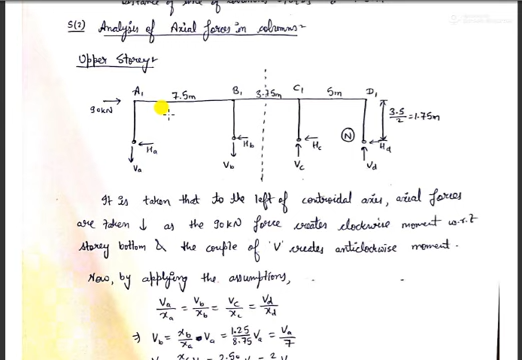 5(2) Analysis of Axial forces in columns-
Upper Storey-
A₁ 7.5m B₁ 3.75m C₁ 5m D₁
90kN
3.5/2 = 1.75m
Ha Hb Hc N Hd
Va Vb Vc Vd
It is taken that to the left of centroidal axis, axial forces
are taken ↓ as the 90kN force creates clockwise moment w.r.t
storey bottom & the couple of 'V' creates anticlockwise moment.
Now, by applying the assumptions,
Va/xa = Vb/xb = Vc/xc = Vd/xd
⇒ Vb = xb/xa • Va = 1.25/8.75 Va = Va/7